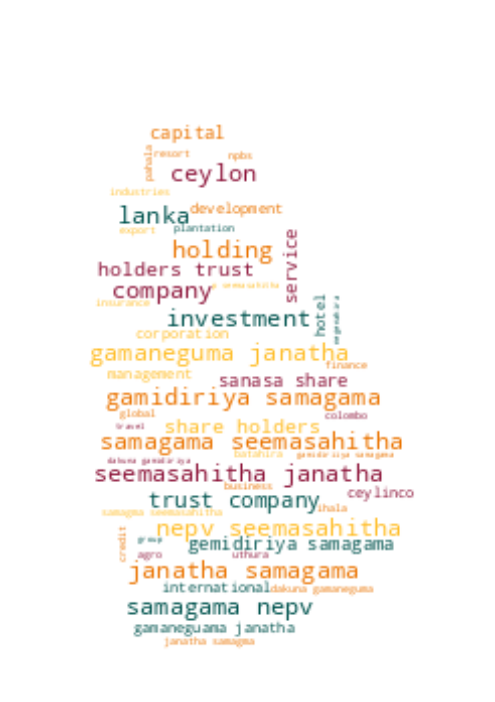 capital
pahala
resort
npbs
ceylon
industries
lanka
development
export
plantation
holding
service
holders trust
company
insurance
investment
hotel
corporation
gamaneguma janatha
finance
management
sanasa share
gamidiriya samagama
global
colombo
travel
share holders
samagama seemasahitha
batahira
gamidiriya samagama
dakuna gamidiriya
seemasahitha janatha
business
ceylinco
trust company
ihala
samagma seemasahitha
nepv seemasahitha
credit
group
gemidiriya samagama
agro
uthura
janatha samagama
international
dakuna gamaneguma
samagama nepv
gamaneguama janatha
janatha samagma